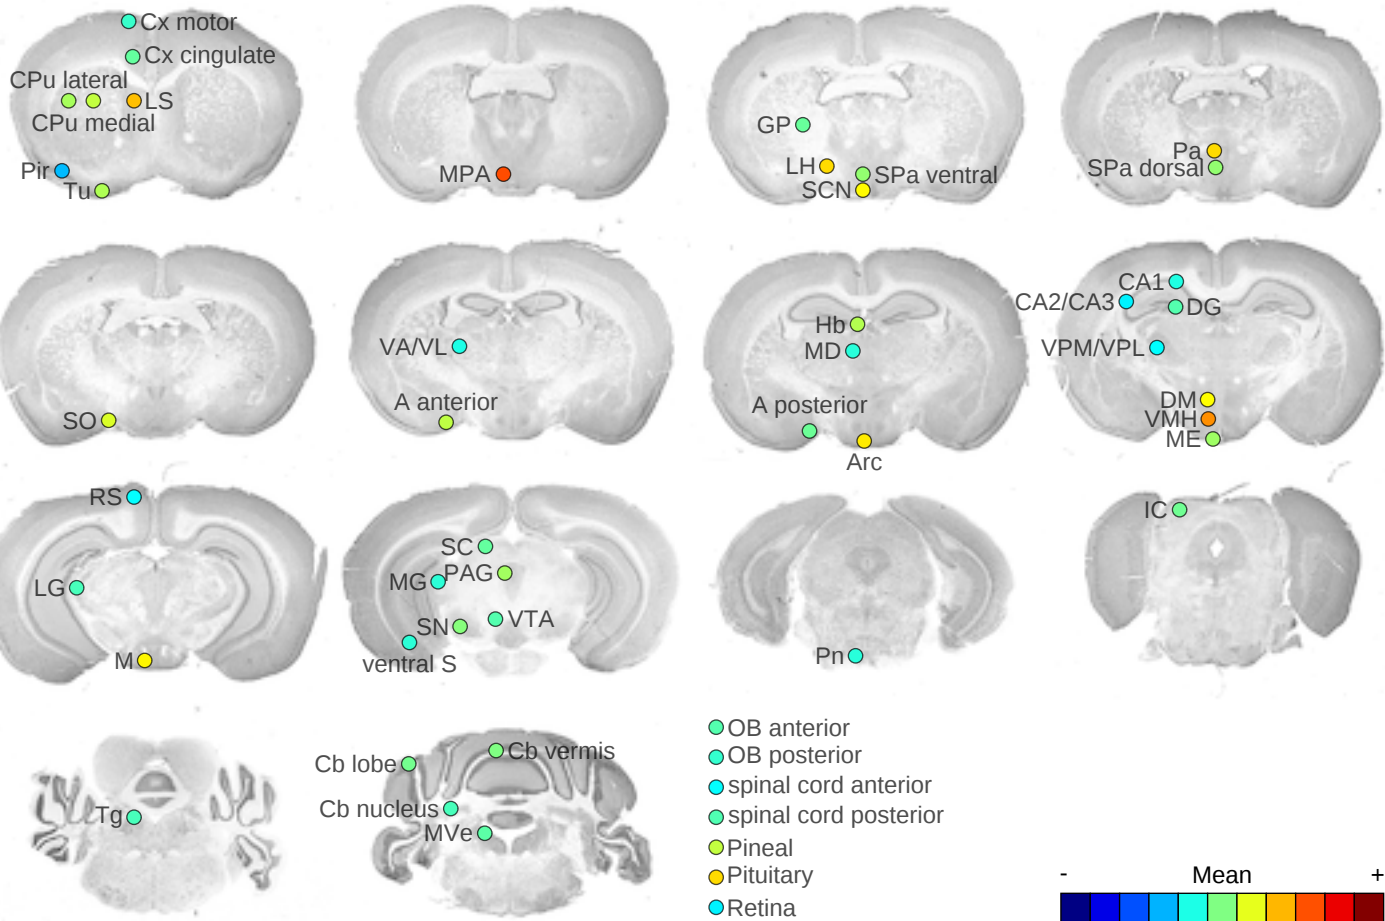 Cx motor
Cx cingulate
CPu lateral
LS
CPu medial
Pir
Tu
MPA
GP
LH
SPa ventral
SCN
Pa
SPa dorsal
SO
VA/VL
A anterior
Hb
MD
A posterior
Arc
CA1
CA2/CA3
DG
VPM/VPL
DM
VMH
ME
RS
LG
M
SC
MG
PAG
SN
VTA
ventral S
Pn
IC
Tg
Cb lobe
Cb vermis
Cb nucleus
MVe
OB anterior
OB posterior
spinal cord anterior
spinal cord posterior
Pineal
Pituitary
Retina
- Mean +